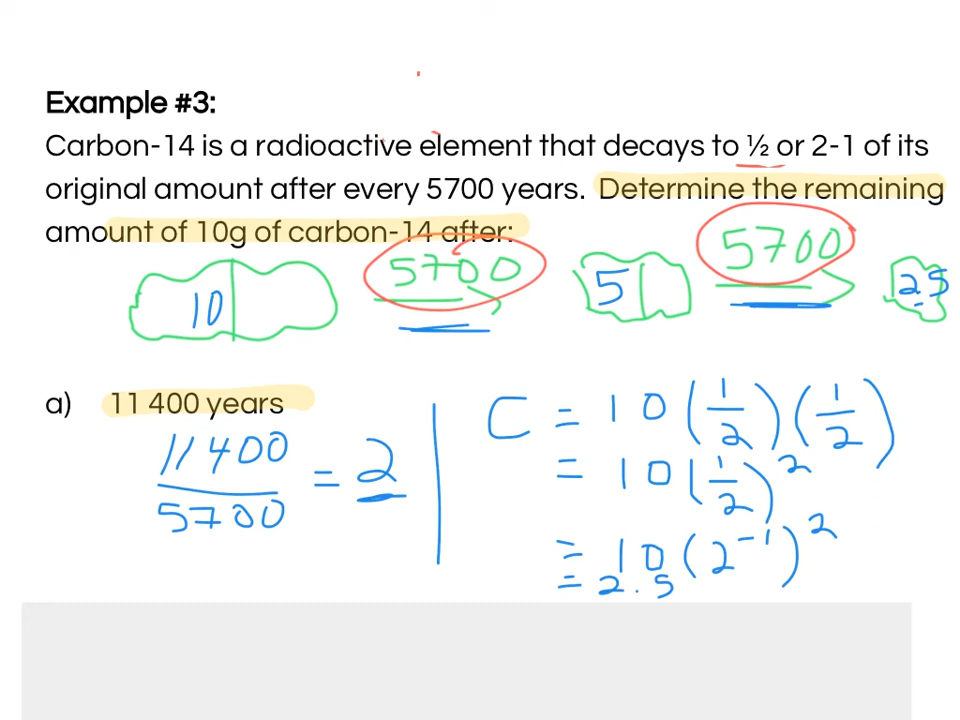 Example #3:
Carbon-14 is a radioactive element that decays to ½ or 2-1 of its
original amount after every 5700 years. Determine the remaining
amount of 10g of carbon-14 after:
10 5700 5 5700 2.5
a) 11 400 years
11400/5700 = 2
C = 10(1/2)(1/2)
= 10(1/2)²
= 10(2⁻¹)²
= 2.5